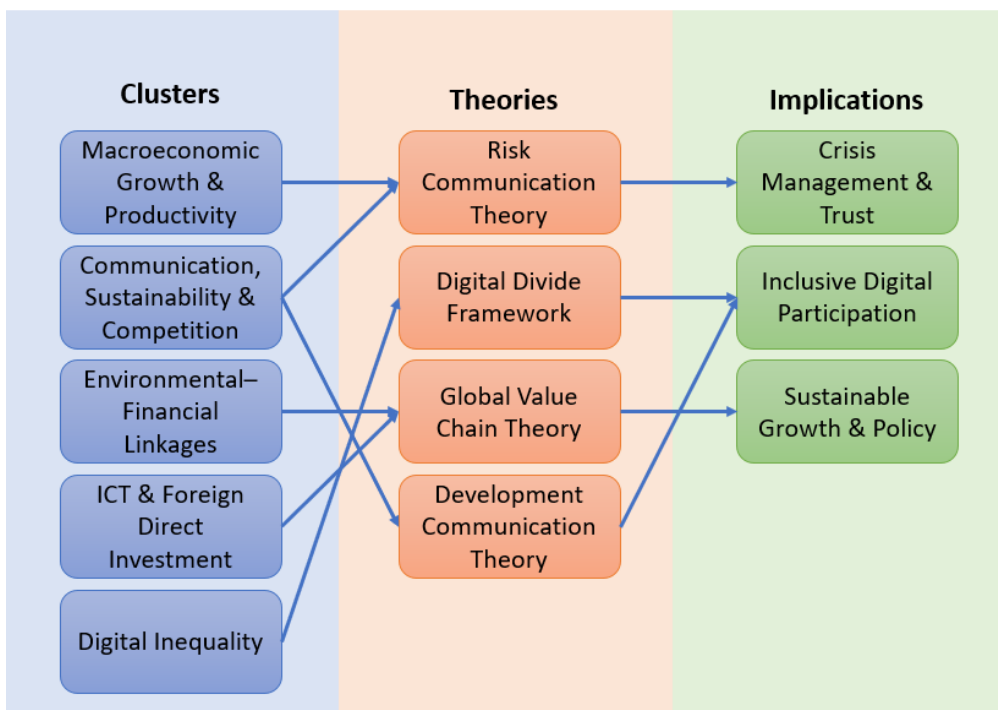 Clusters
Macroeconomic
Growth &
Productivity
Communication,
Sustainability &
Competition
Environmental–
Financial
Linkages
ICT & Foreign
Direct
Investment
Digital Inequality
Theories
Risk
Communication
Theory
Digital Divide
Framework
Global Value
Chain Theory
Development
Communication
Theory
Implications
Crisis
Management &
Trust
Inclusive Digital
Participation
Sustainable
Growth & Policy